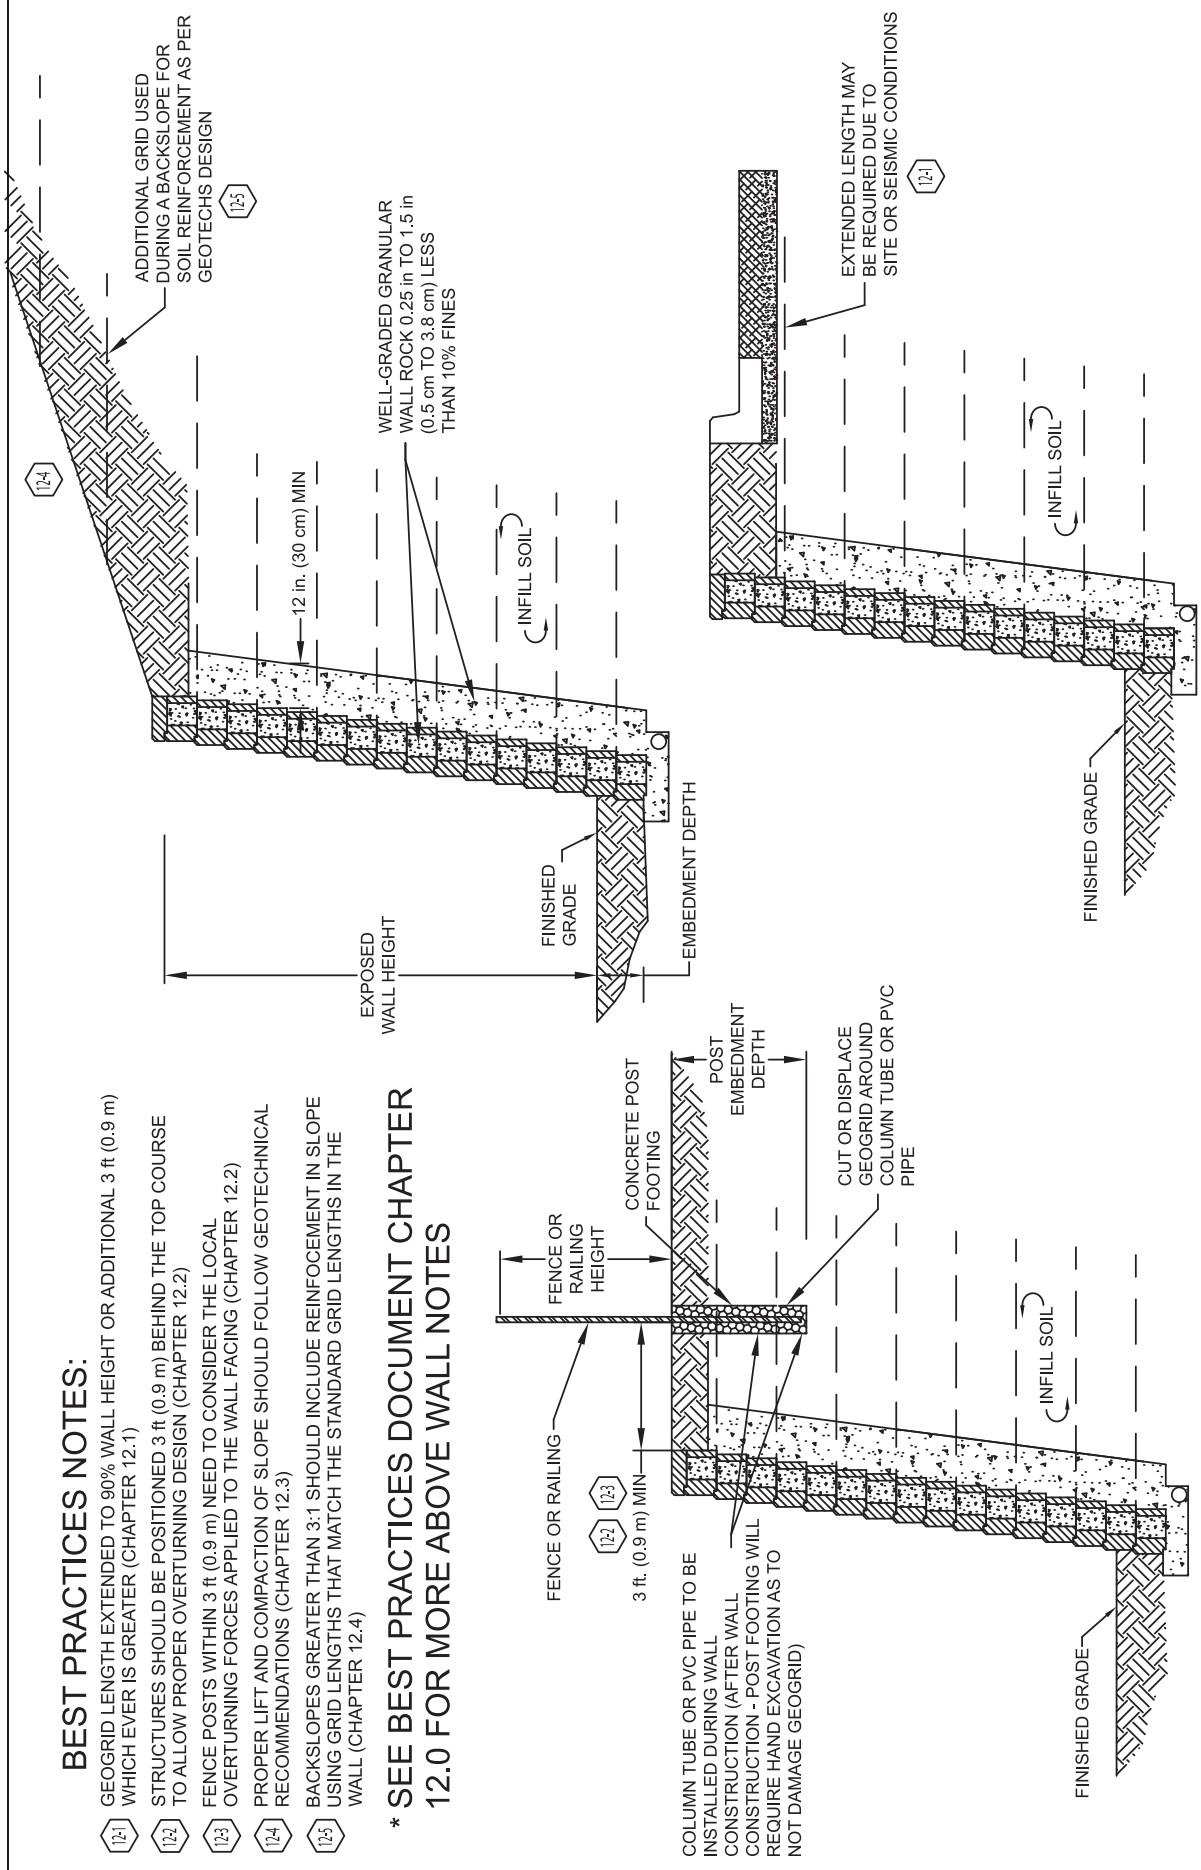 BEST PRACTICES NOTES:
12-1
GEOGRID LENGTH EXTENDED TO 90% WALL HEIGHT OR ADDITIONAL 3 ft (0.9 m)
WHICH EVER IS GREATER (CHAPTER 12.1)
12-2
STRUCTURES SHOULD BE POSITIONED 3 ft (0.9 m) BEHIND THE TOP COURSE
TO ALLOW PROPER OVERTURNING DESIGN (CHAPTER 12.2)
12-3
FENCE POSTS WITHIN 3 ft (0.9 m) NEED TO CONSIDER THE LOCAL
OVERTURNING FORCES APPLIED TO THE WALL FACING (CHAPTER 12.2)
12-4
PROPER LIFT AND COMPACTION OF SLOPE SHOULD FOLLOW GEOTECHNICAL
RECOMMENDATIONS (CHAPTER 12.3)
12-5
BACKSLOPES GREATER THAN 3:1 SHOULD INCLUDE REINFOCEMENT IN SLOPE
USING GRID LENGTHS THAT MATCH THE STANDARD GRID LENGTHS IN THE
WALL (CHAPTER 12.4)
* SEE BEST PRACTICES DOCUMENT CHAPTER
12.0 FOR MORE ABOVE WALL NOTES
12-4
ADDITIONAL GRID USED
DURING A BACKSLOPE FOR
SOIL REINFORCEMENT AS PER
GEOTECHS DESIGN
12-5
12 in. (30 cm) MIN
WELL-GRADED GRANULAR
WALL ROCK 0.25 in TO 1.5 in
(0.5 cm TO 3.8 cm) LESS
THAN 10% FINES
EXPOSED
WALL HEIGHT
INFILL SOIL
FINISHED
GRADE
EMBEDMENT DEPTH
FENCE OR RAILING
FENCE OR
RAILING
HEIGHT
CONCRETE POST
FOOTING
POST
EMBEDMENT
DEPTH
12-2
12-3
3 ft. (0.9 m) MIN
COLUMN TUBE OR PVC PIPE TO BE
INSTALLED DURING WALL
CONSTRUCTION (AFTER WALL
CONSTRUCTION - POST FOOTING WILL
REQUIRE HAND EXCAVATION AS TO
NOT DAMAGE GEOGRID)
CUT OR DISPLACE
GEOGRID AROUND
COLUMN TUBE OR PVC
PIPE
INFILL SOIL
FINISHED GRADE
EXTENDED LENGTH MAY
BE REQUIRED DUE TO
SITE OR SEISMIC CONDITIONS
12-1
INFILL SOIL
FINISHED GRADE